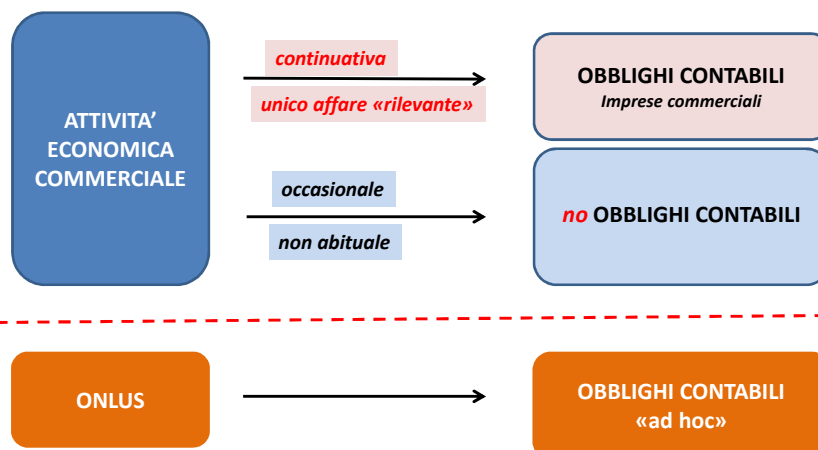 ATTIVITA’
ECONOMICA
COMMERCIALE
continuativa
unico affare «rilevante»
OBBLIGHI CONTABILI
Imprese commerciali
occasionale
non abituale
no OBBLIGHI CONTABILI
ONLUS
OBBLIGHI CONTABILI
«ad hoc»